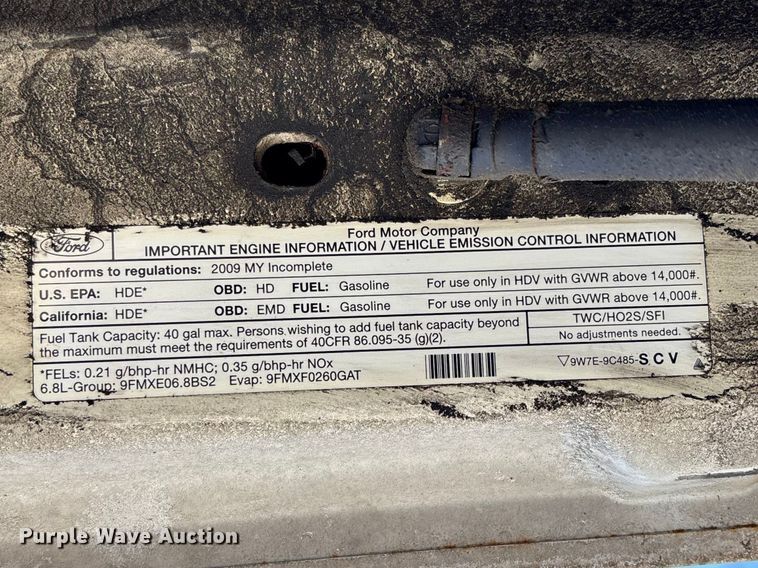 Ford
Ford Motor Company
IMPORTANT ENGINE INFORMATION / VEHICLE EMISSION CONTROL INFORMATION
Conforms to regulations: 2009 MY Incomplete
U.S. EPA: HDE* OBD: HD FUEL: Gasoline For use only in HDV with GVWR above 14,000#.
California: HDE* OBD: EMD FUEL: Gasoline For use only in HDV with GVWR above 14,000#.
Fuel Tank Capacity: 40 gal max. Persons wishing to add fuel tank capacity beyond
the maximum must meet the requirements of 40CFR 86.095-35 (g)(2).
TWC/HO2S/SFI
No adjustments needed.
*FELs: 0.21 g/bhp-hr NMHC; 0.35 g/bhp-hr NOx
6.8L-Group: 9FMXE06.8BS2 Evap: 9FMXF0260GAT
9W7E-9C485-SCV
Purple Wave Auction